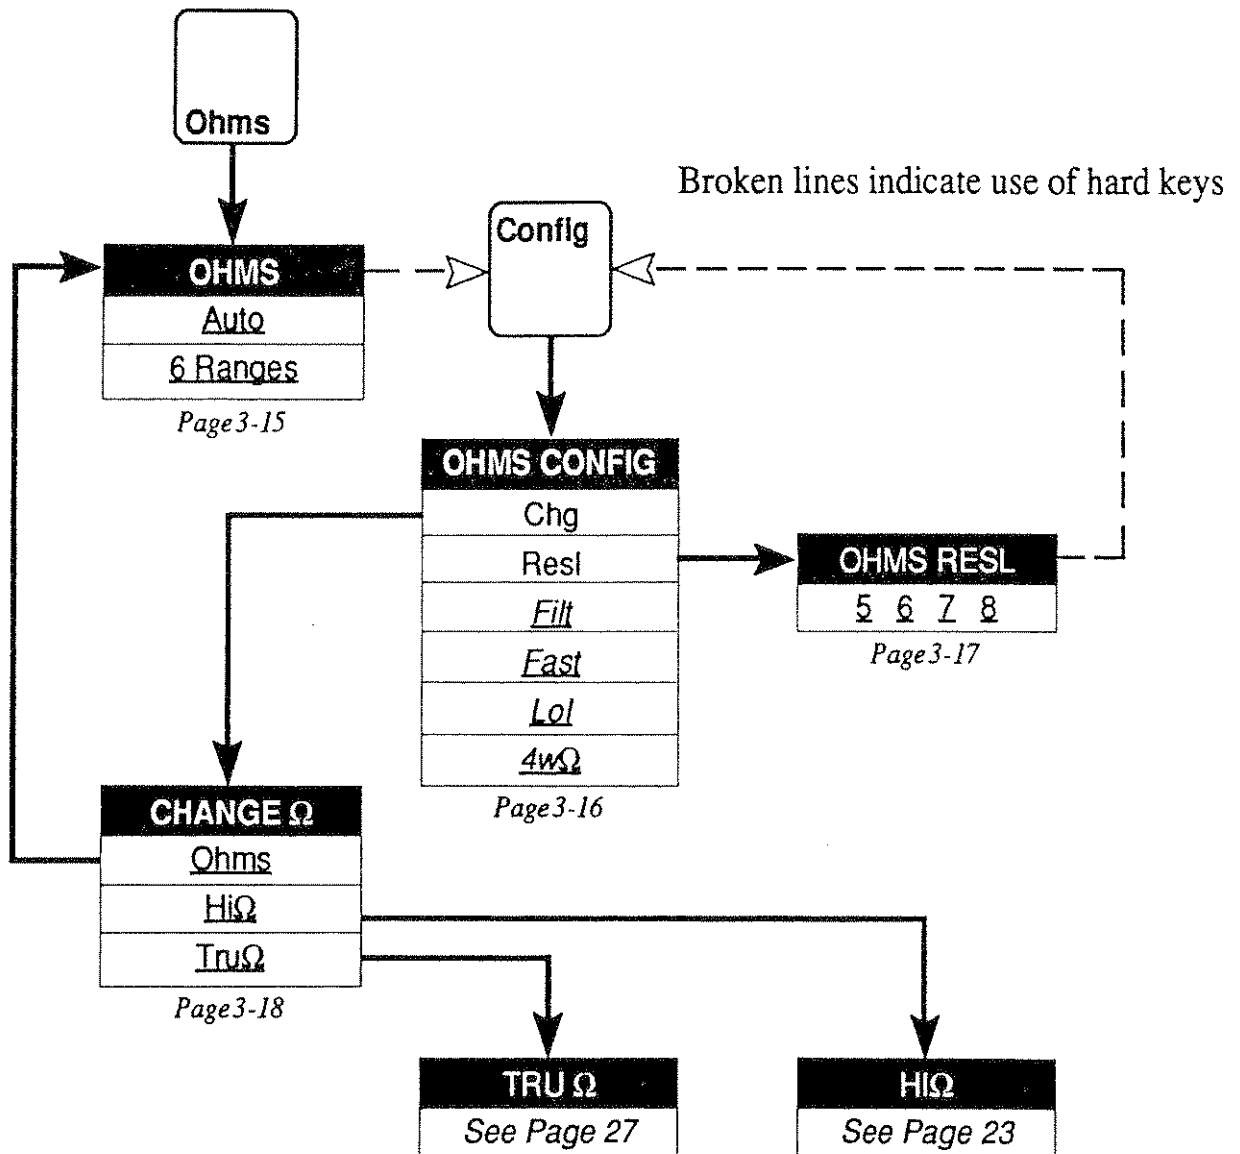 Ohms
Broken lines indicate use of hard keys
Config
OHMS
Auto
6 Ranges
Page 3-15
OHMS CONFIG
Chg
Resl
Filt
Fast
LoI
4wΩ
Page 3-16
OHMS RESL
5 6 7 8
Page 3-17
CHANGE Ω
Ohms
HiΩ
TruΩ
Page 3-18
TRU Ω
See Page 27
HIΩ
See Page 23